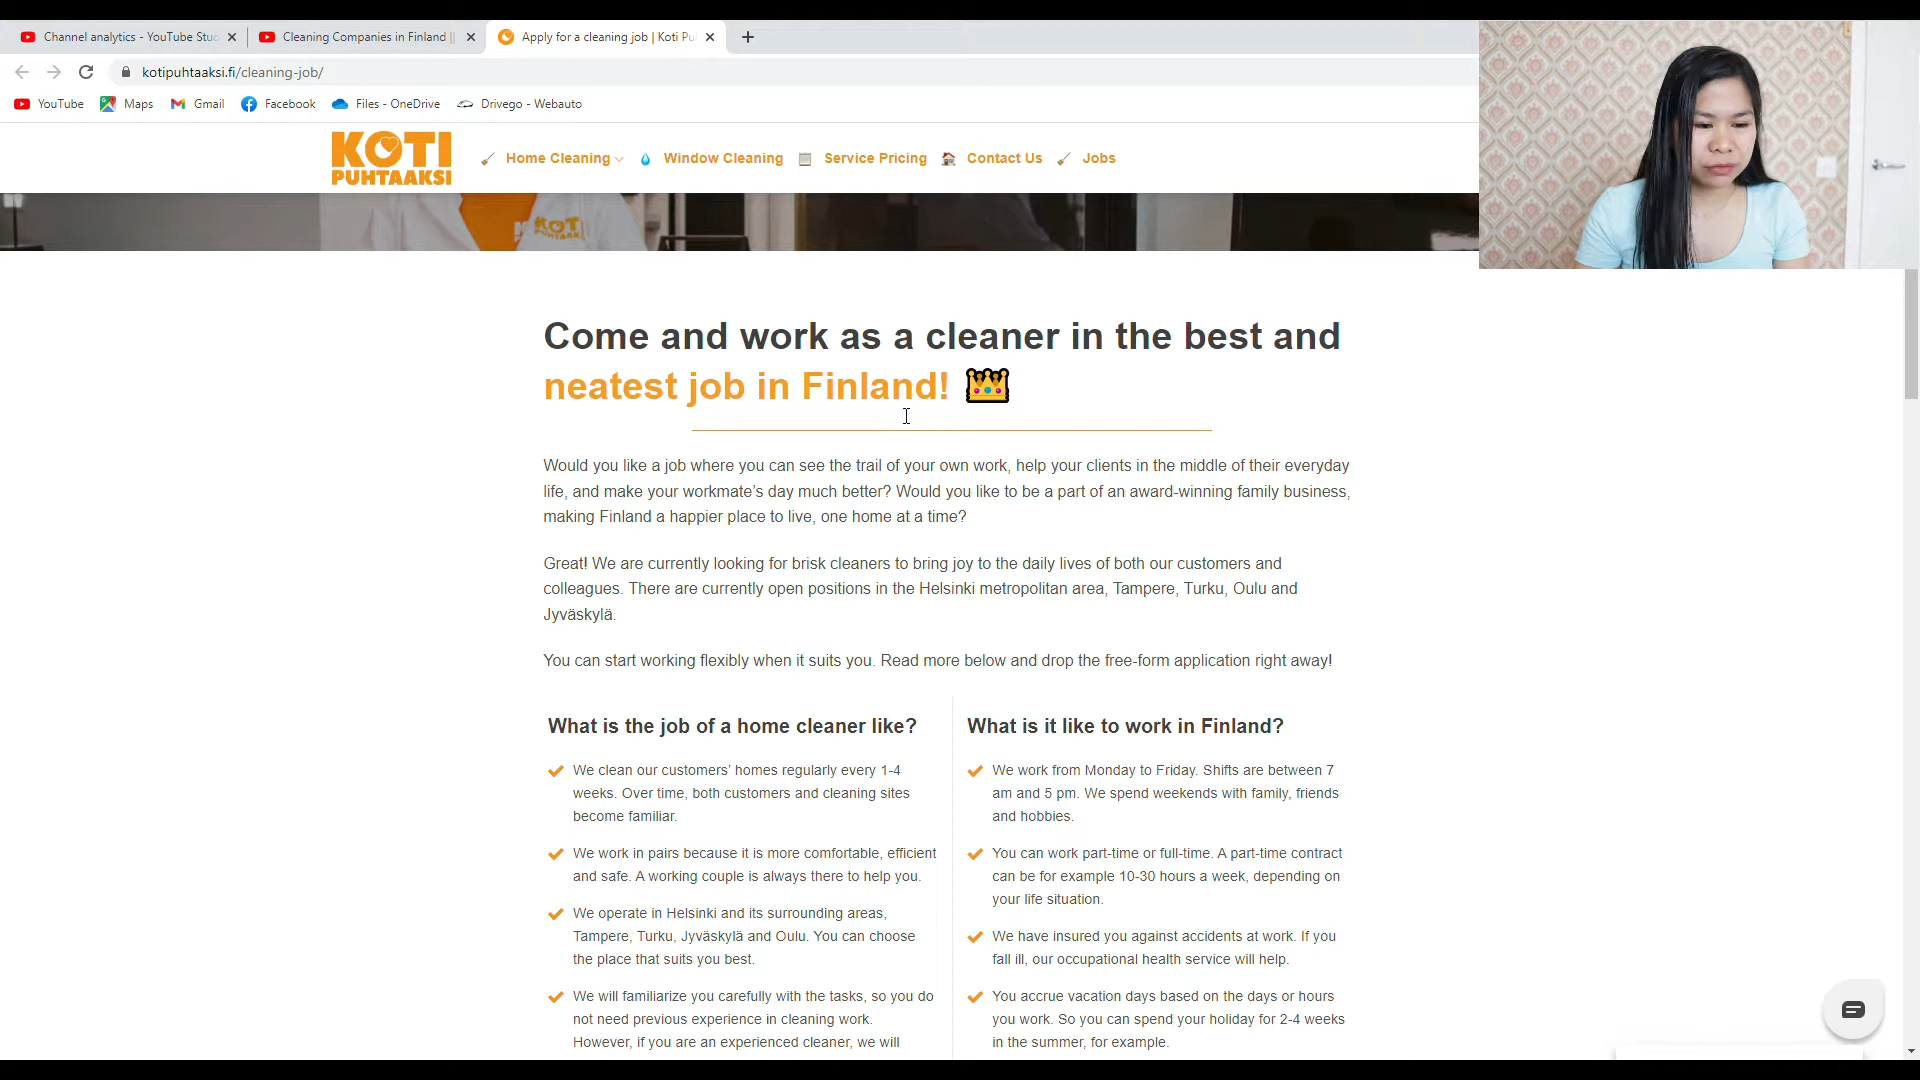 Channel analytics - YouTube Stud
Cleaning Companies in Finland ||
Apply for a cleaning job | Koti Pu
kotipuhtaaksi.fi/cleaning-job/
YouTube
Maps
Gmail
Facebook
Files - OneDrive
Drivego - Webauto
KOTI
PUHTAAKSI
Home Cleaning
Window Cleaning
Service Pricing
Contact Us
Jobs
KOTI
Come and work as a cleaner in the best and
neatest job in Finland!
Would you like a job where you can see the trail of your own work, help your clients in the middle of their everyday
life, and make your workmate’s day much better? Would you like to be a part of an award-winning family business,
making Finland a happier place to live, one home at a time?
Great! We are currently looking for brisk cleaners to bring joy to the daily lives of both our customers and
colleagues. There are currently open positions in the Helsinki metropolitan area, Tampere, Turku, Oulu and
Jyväskylä.
You can start working flexibly when it suits you. Read more below and drop the free-form application right away!
What is the job of a home cleaner like?
We clean our customers’ homes regularly every 1-4
weeks. Over time, both customers and cleaning sites
become familiar.
We work in pairs because it is more comfortable, efficient
and safe. A working couple is always there to help you.
We operate in Helsinki and its surrounding areas,
Tampere, Turku, Jyväskylä and Oulu. You can choose
the place that suits you best.
We will familiarize you carefully with the tasks, so you do
not need previous experience in cleaning work.
However, if you are an experienced cleaner, we will
What is it like to work in Finland?
We work from Monday to Friday. Shifts are between 7
am and 5 pm. We spend weekends with family, friends
and hobbies.
You can work part-time or full-time. A part-time contract
can be for example 10-30 hours a week, depending on
your life situation.
We have insured you against accidents at work. If you
fall ill, our occupational health service will help.
You accrue vacation days based on the days or hours
you work. So you can spend your holiday for 2-4 weeks
in the summer, for example.